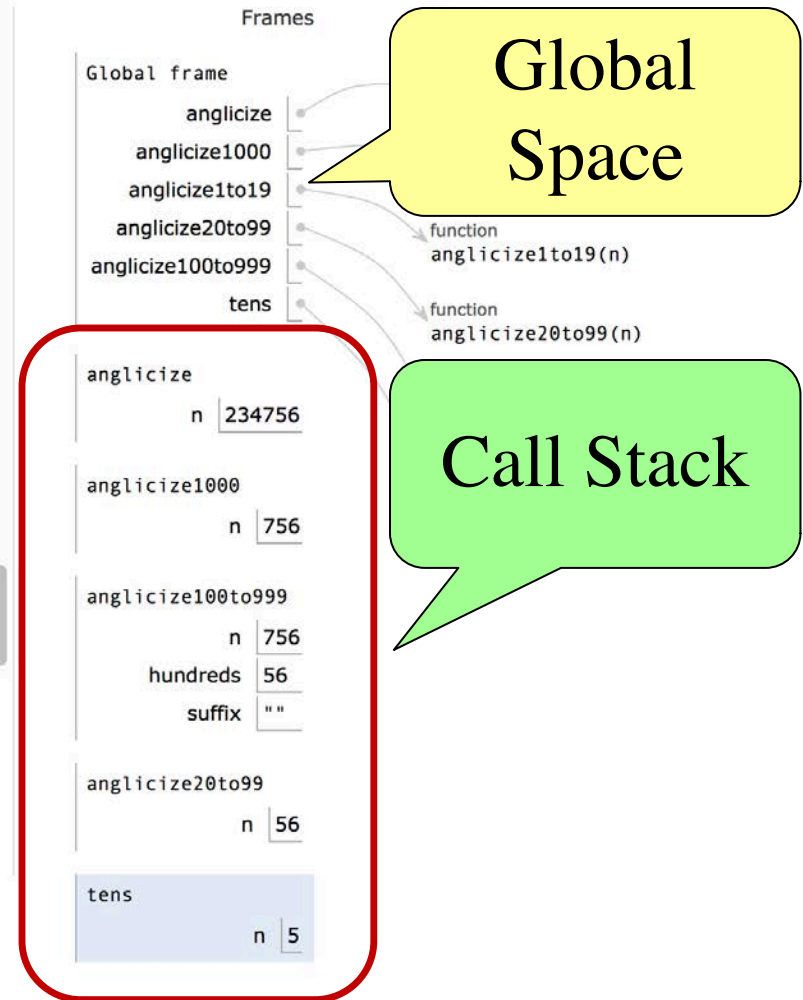 Frames
Global frame
anglicize
anglicize1000
anglicize1to19
anglicize20to99
anglicize100to999
tens
Global
Space
function
anglicize1to19(n)
function
anglicize20to99(n)
Call Stack
anglicize
n 234756
anglicize1000
n 756
anglicize100to999
n 756
hundreds 56
suffix ""
anglicize20to99
n 56
tens
n 5